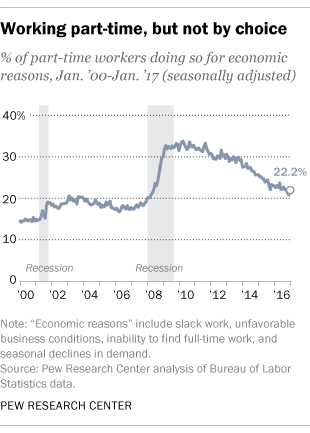 Working part-time, but not by choice
% of part-time workers doing so for economic
reasons, Jan. ’00-Jan. ’17 (seasonally adjusted)
40%
30
22.2%
20
10
Recession
Recession
0
’00 ’02 ’04 ’06 ’08 ’10 ’12 ’14 ’16
Note: “Economic reasons” include slack work, unfavorable
business conditions, inability to find full-time work, and
seasonal declines in demand.
Source: Pew Research Center analysis of Bureau of Labor
Statistics data.
PEW RESEARCH CENTER